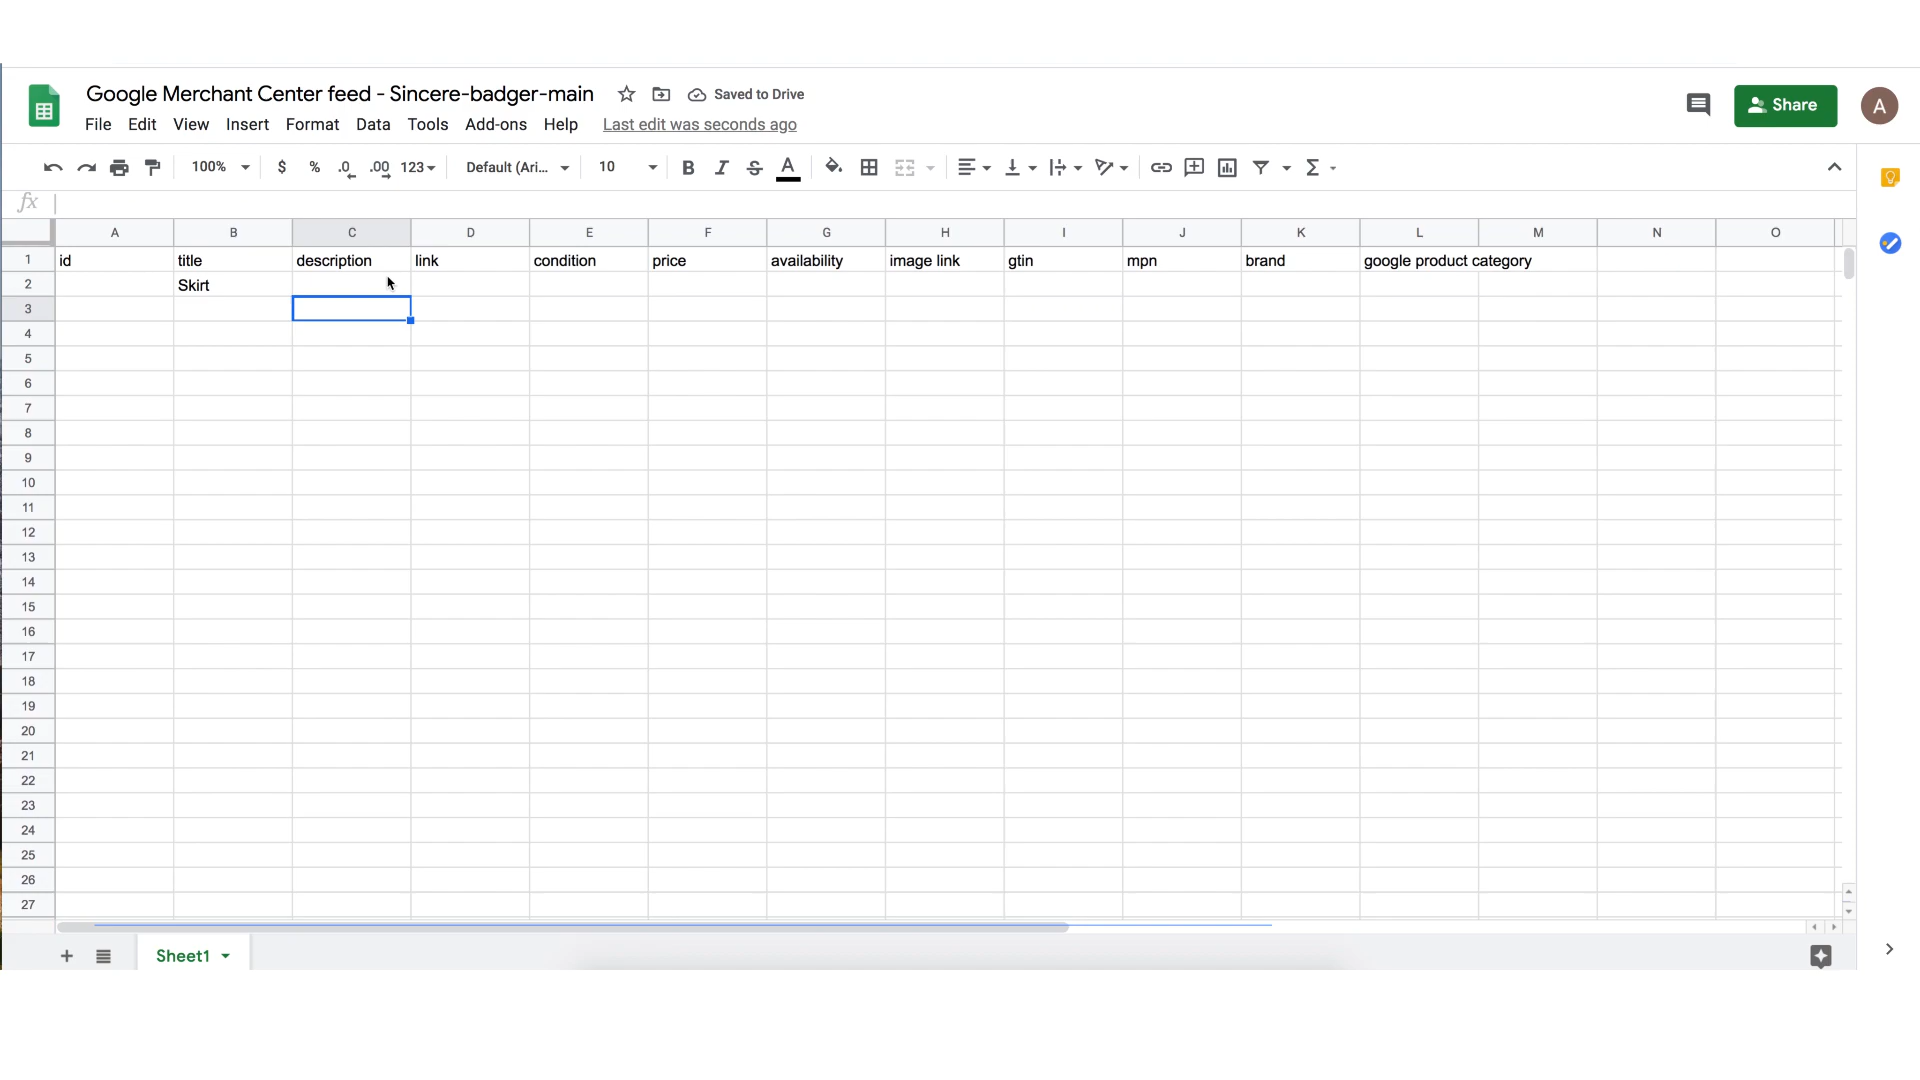 Google Merchant Center feed - Sincere-badger-main Saved to Drive
Share A
File Edit View Insert Format Data Tools Add-ons Help Last edit was seconds ago
100% $ % .0 .00 123 Default (Ari... 10 B I S A Σ
fx
A B C D E F G H I J K L M N O
1 id title description link condition price availability image link gtin mpn brand google product category
2 Skirt
3
4
5
6
7
8
9
10
11
12
13
14
15
16
17
18
19
20
21
22
23
24
25
26
27
Sheet1